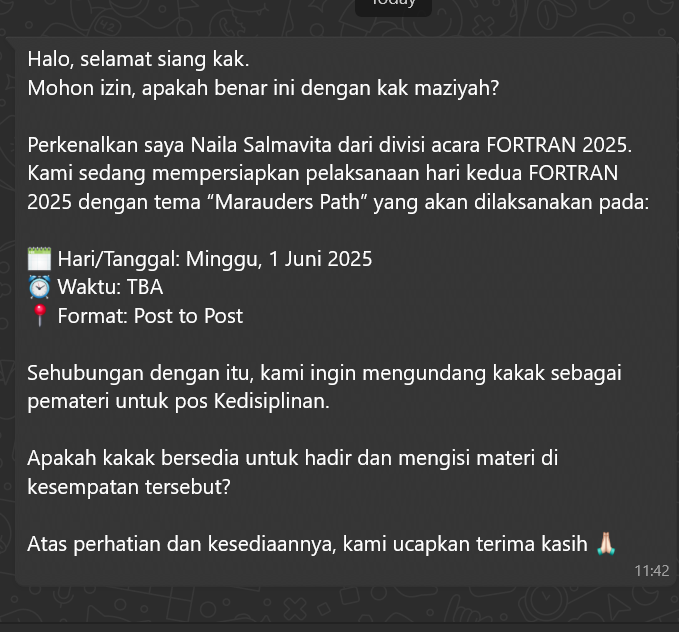 Today
Halo, selamat siang kak.
Mohon izin, apakah benar ini dengan kak maziyah?
Perkenalkan saya Naila Salmavita dari divisi acara FORTRAN 2025.
Kami sedang mempersiapkan pelaksanaan hari kedua FORTRAN
2025 dengan tema “Marauders Path” yang akan dilaksanakan pada:
🗓️ Hari/Tanggal: Minggu, 1 Juni 2025
⏰ Waktu: TBA
📍 Format: Post to Post
Sehubungan dengan itu, kami ingin mengundang kakak sebagai
pemateri untuk pos Kedisiplinan.
Apakah kakak bersedia untuk hadir dan mengisi materi di
kesempatan tersebut?
Atas perhatian dan kesediaannya, kami ucapkan terima kasih 🙏🏻
11:42